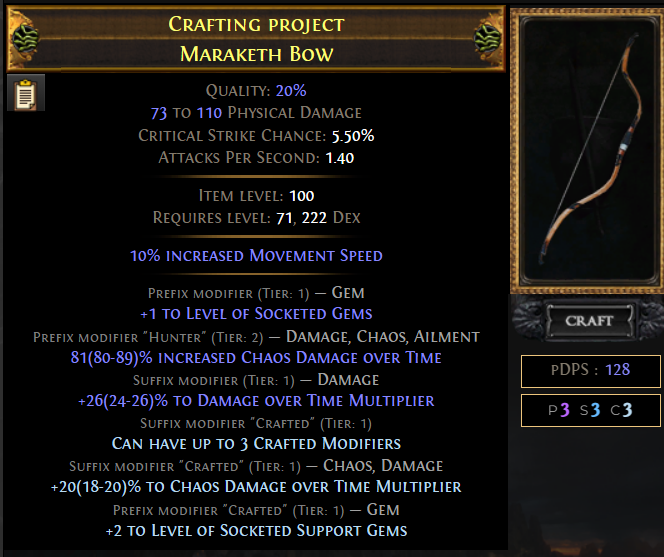 Crafting project
Maraketh Bow
Quality: 20%
73 to 110 Physical Damage
Critical Strike Chance: 5.50%
Attacks Per Second: 1.40
Item level: 100
Requires level: 71, 222 Dex
10% increased Movement Speed
Prefix modifier (Tier: 1) — Gem
+1 to Level of Socketed Gems
Prefix modifier "Hunter" (Tier: 2) — Damage, Chaos, Ailment
81(80-89)% increased Chaos Damage over Time
Suffix modifier (Tier: 1) — Damage
+26(24-26)% to Damage over Time Multiplier
Suffix modifier "Crafted" (Tier: 1)
Can have up to 3 Crafted Modifiers
Suffix modifier "Crafted" (Tier: 1) — Chaos, Damage
+20(18-20)% to Chaos Damage over Time Multiplier
Prefix modifier "Crafted" (Tier: 1) — Gem
+2 to Level of Socketed Support Gems
CRAFT
pDPS : 128
P3 S3 C3